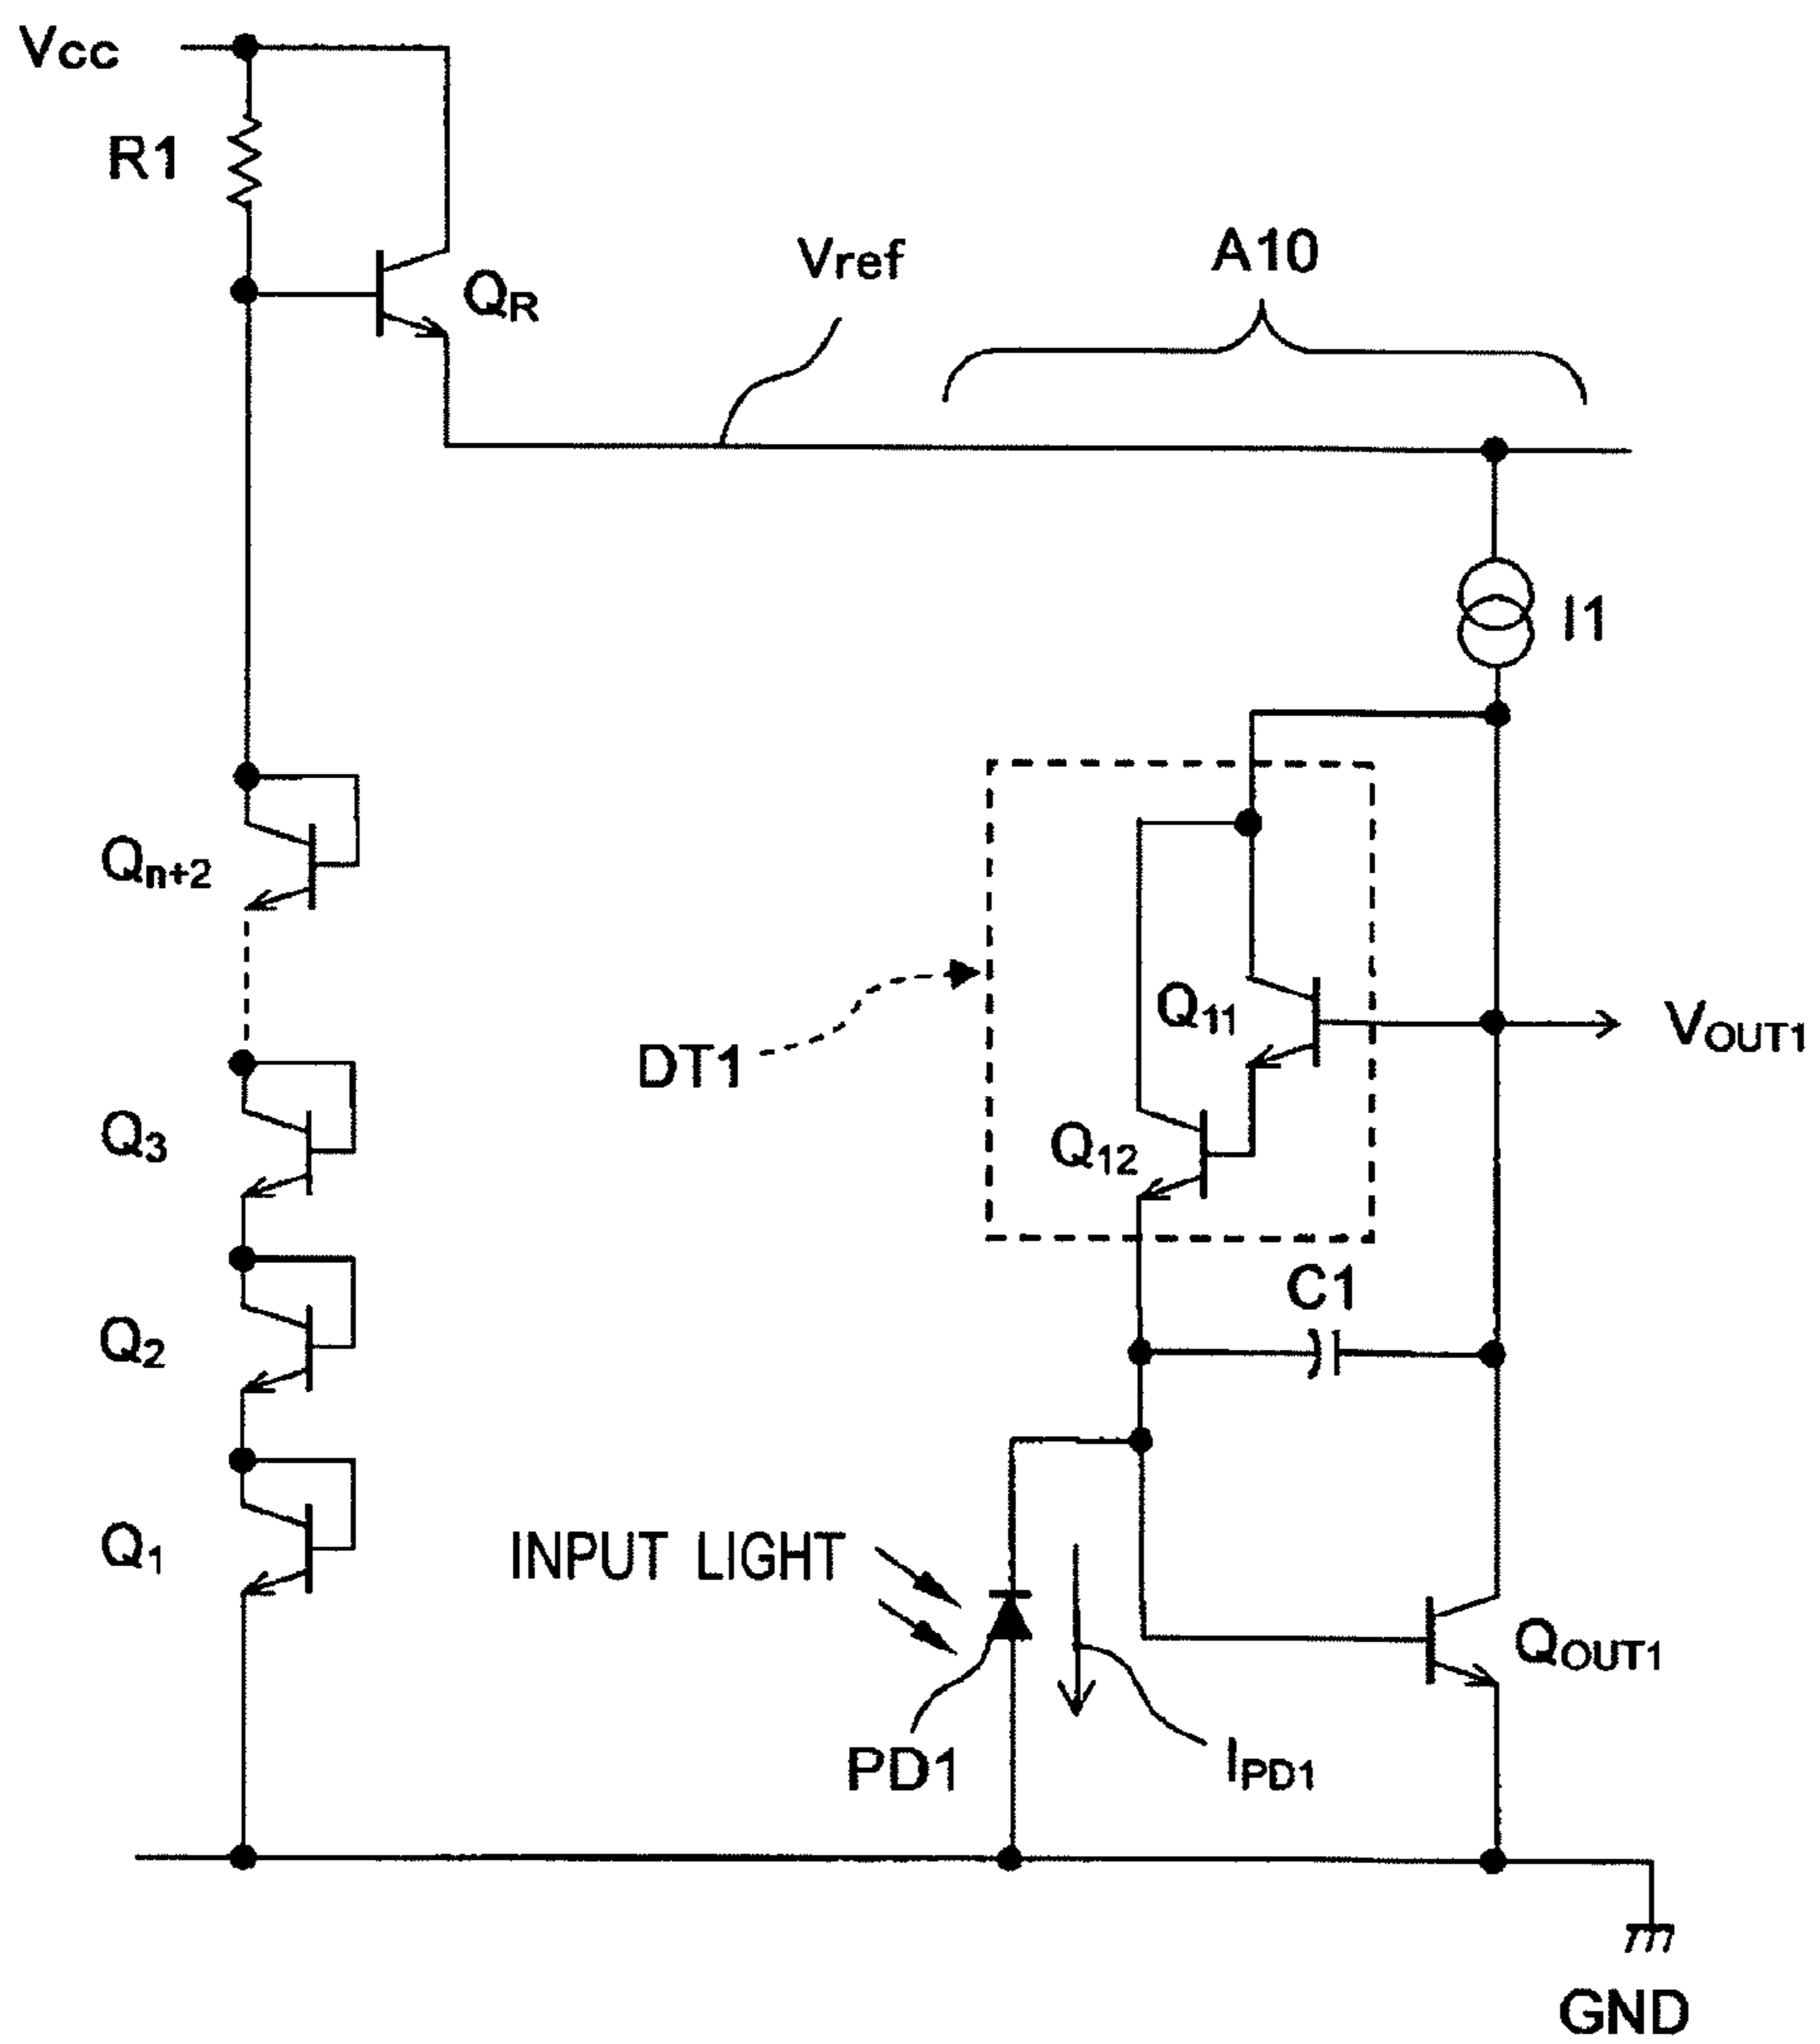 Vcc
R1
QR
Vref
A10
I1
Qn+2
Q11
VOUT1
DT1
Q3
Q12
C1
Q2
Q1
INPUT LIGHT
QOUT1
PD1
IPD1
GND